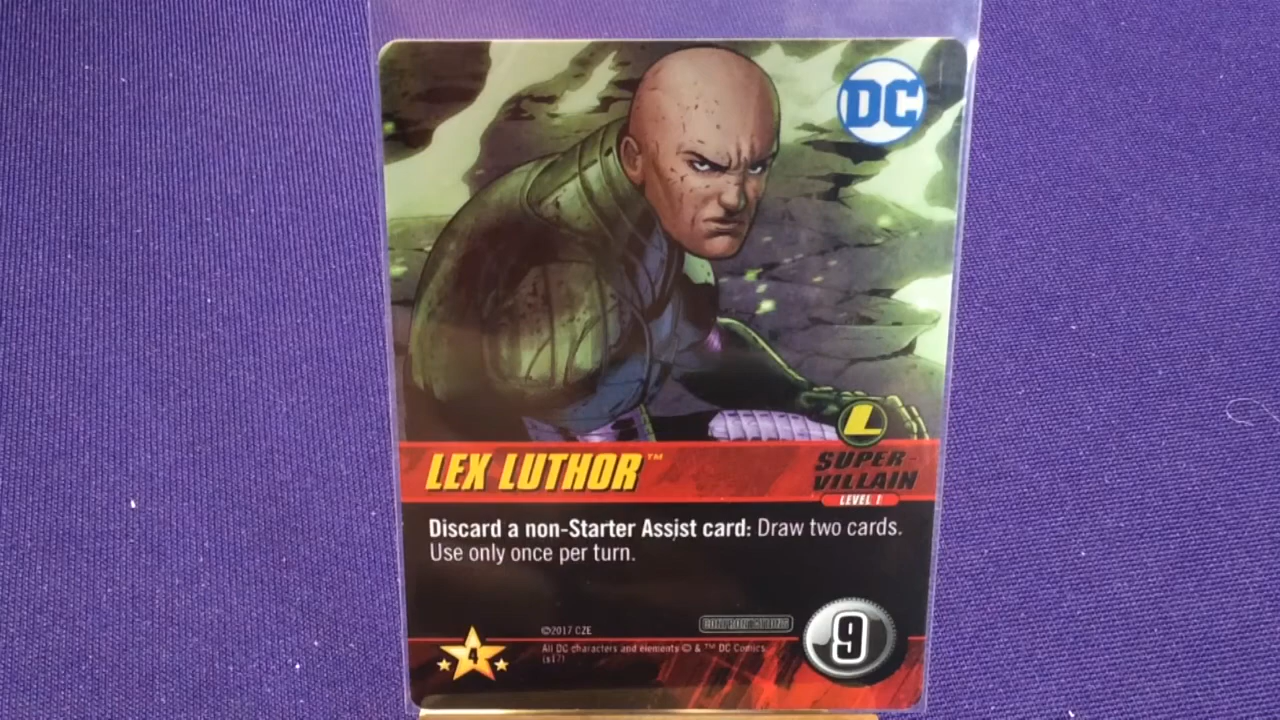 DC
L
LEX LUTHOR™
SUPER-
VILLAIN
LEVEL 1
Discard a non-Starter Assist card: Draw two cards.
Use only once per turn.
©2017 CZE
All DC characters and elements © & ™ DC Comics.
(s17)
4
9